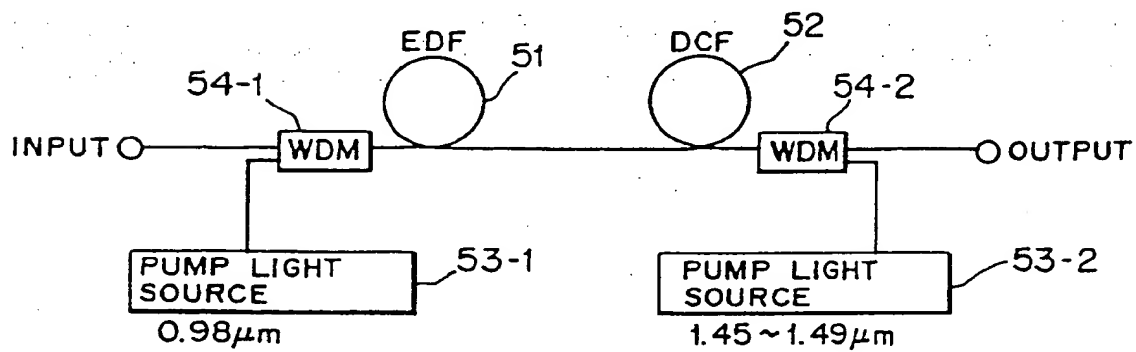 EDF
51
DCF
52
54-1
54-2
INPUT
WDM
WDM
OUTPUT
PUMP LIGHT
SOURCE
53-1
0.98μm
PUMP LIGHT
SOURCE
53-2
1.45~1.49μm